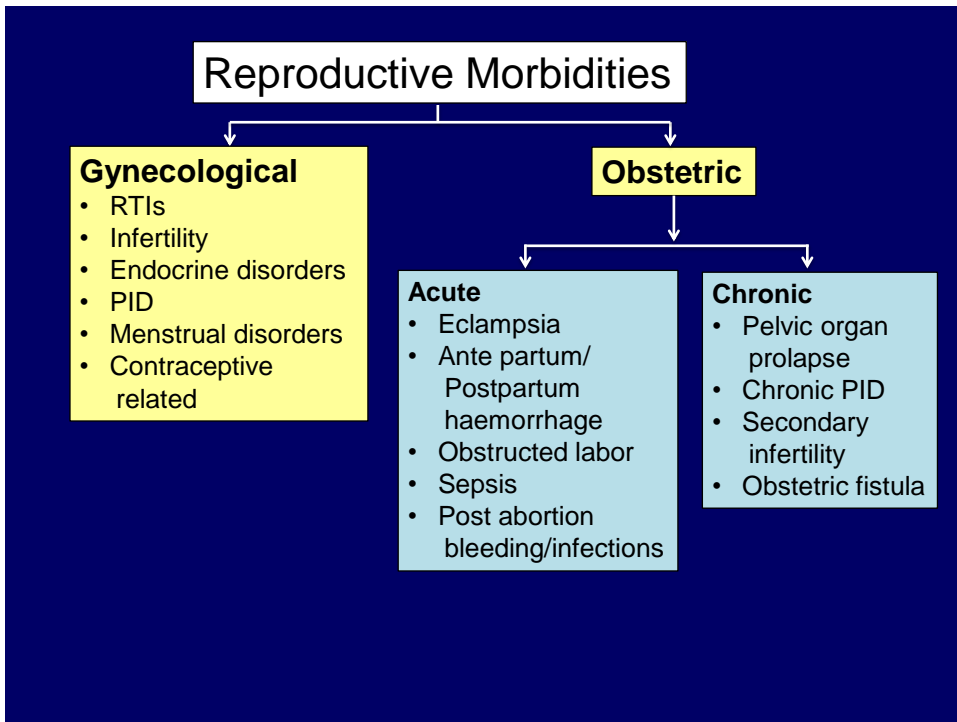 Reproductive Morbidities
Gynecological
• RTIs
• Infertility
• Endocrine disorders
• PID
• Menstrual disorders
• Contraceptive
related
Obstetric
Acute
• Eclampsia
• Ante partum/
Postpartum
haemorrhage
• Obstructed labor
• Sepsis
• Post abortion
bleeding/infections
Chronic
• Pelvic organ
prolapse
• Chronic PID
• Secondary
infertility
• Obstetric fistula